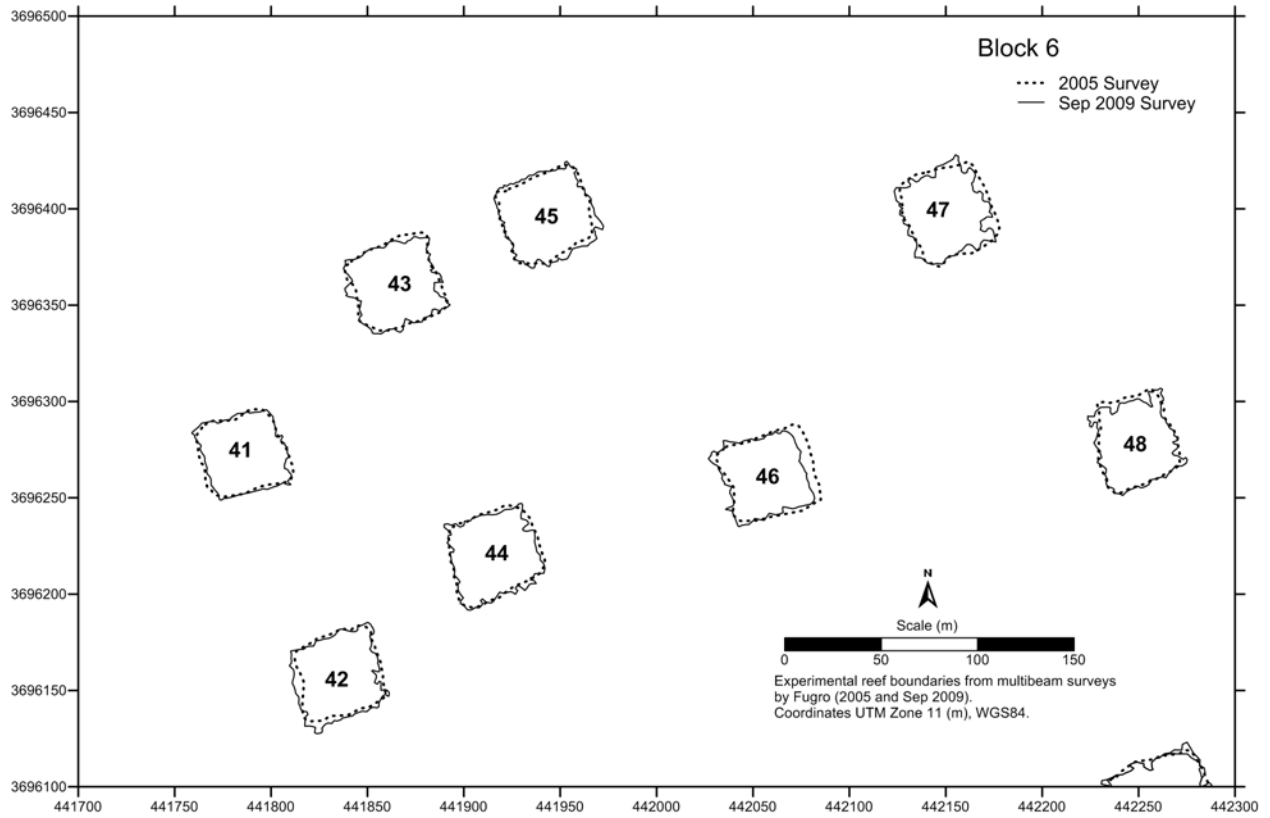 3696500
Block 6
2005 Survey
Sep 2009 Survey
3696450
47
3696400
45
43
3696350
3696300
48
41
46
3696250
44
N
3696200
Scale (m)
0 50 100 150
42
Experimental reef boundaries from multibeam surveys
by Fugro (2005 and Sep 2009).
Coordinates UTM Zone 11 (m), WGS84.
3696150
3696100
441700 441750 441800 441850 441900 441950 442000 442050 442100 442150 442200 442250 442300